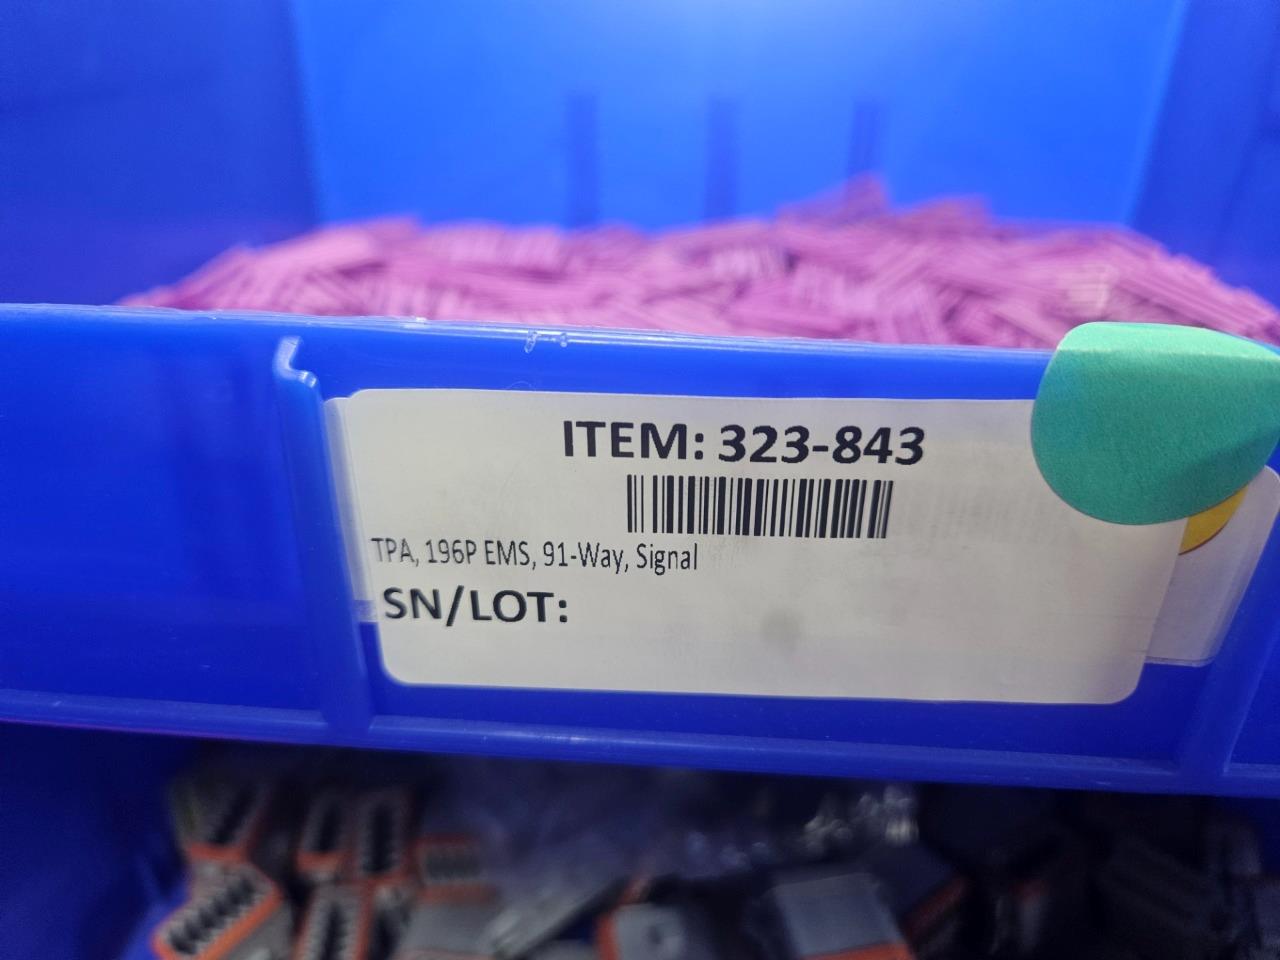 ITEM: 323-843
TPA, 196P EMS, 91-Way, Signal
SN/LOT: